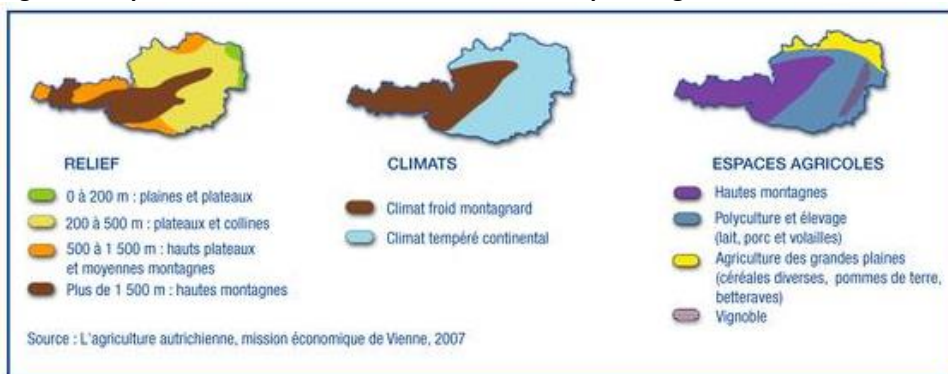 RELIEF
0 à 200 m : plaines et plateaux
200 à 500 m : plateaux et collines
500 à 1 500 m : hauts plateaux
et moyennes montagnes
Plus de 1 500 m : hautes montagnes
CLIMATS
Climat froid montagnard
Climat tempéré continental
ESPACES AGRICOLES
Hautes montagnes
Polyculture et élevage
(lait, porc et volailles)
Agriculture des grandes plaines
(céréales diverses, pommes de terre,
betteraves)
Vignoble
Source : L'agriculture autrichienne, mission économique de Vienne, 2007